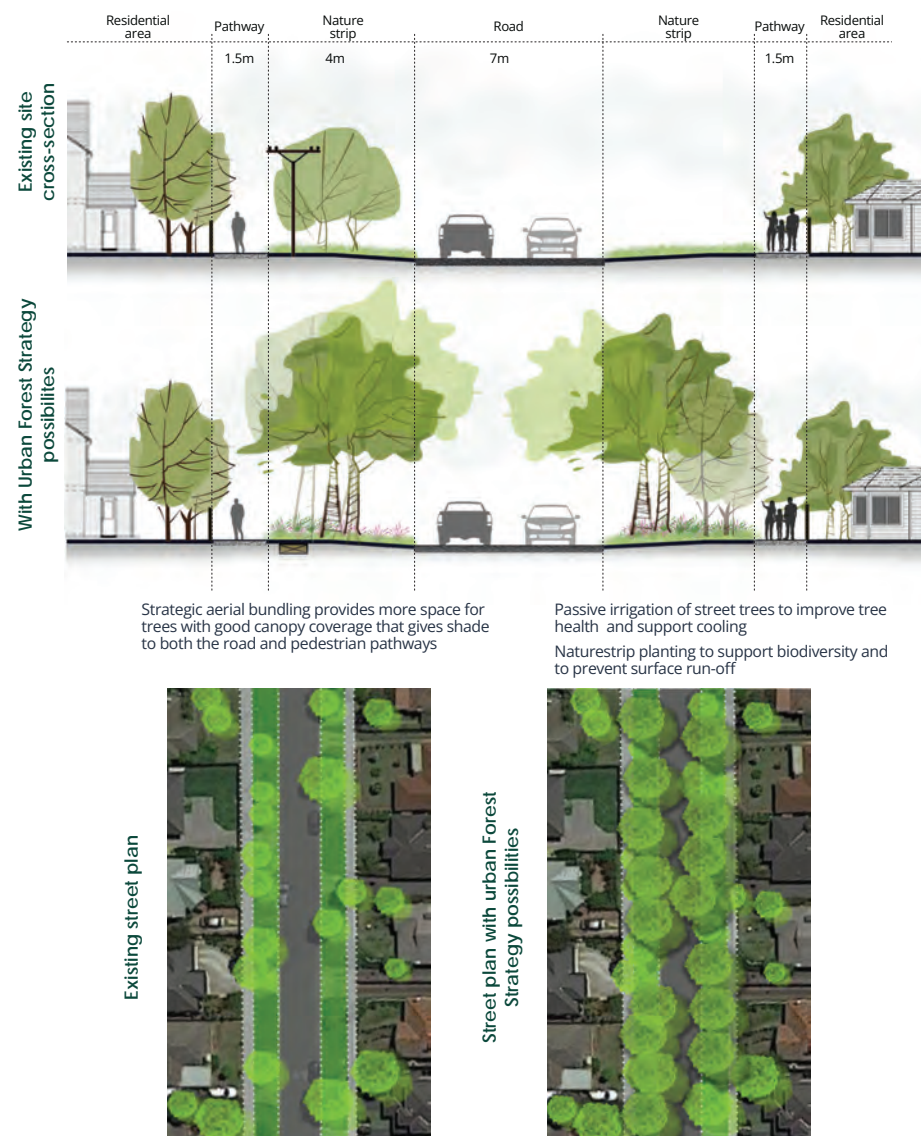 Residential
area
Pathway
Nature
strip
Road
Nature
strip
Pathway
Residential
area
1.5m
4m
7m
1.5m
Existing site
cross-section
With Urban Forest Strategy
possibilites
Strategic aerial bundling provides more space for
trees with good canopy coverage that gives shade
to both the road and pedestrian pathways
Passive irrigation of street trees to improve tree
health and support cooling
Naturestrip planting to support biodiversity and
to prevent surface run-off
Existing street plan
Street plan with urban Forest
Strategy possibilities